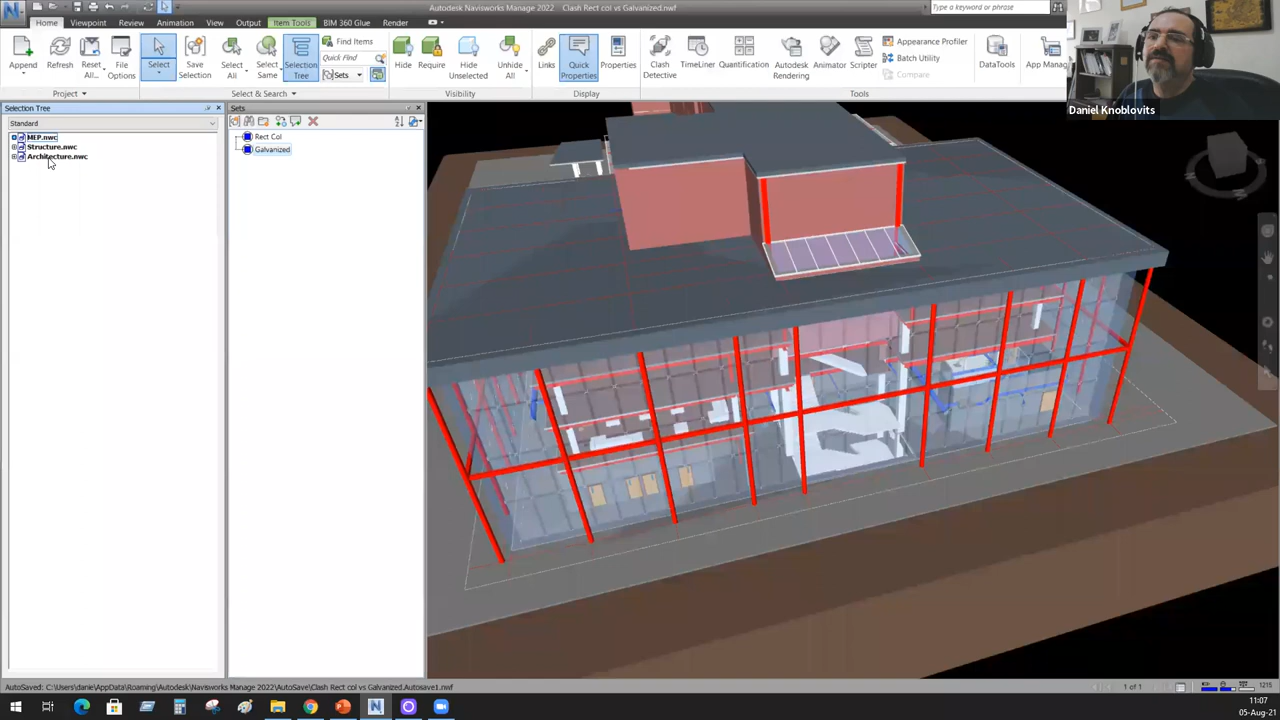 Autodesk Navisworks Manage 2022 Clash Rect col vs Galvanized.nwf
Type a keyword or phrase
Home Viewpoint Review Animation View Output Item Tools BIM 360 Glue Render
Append
Refresh
Reset All...
File Options
Select
Save Selection
Select All
Select Same
Selection Tree
Find Items
Quick Find
Sets
Hide
Require
Hide Unselected
Unhide All
Links
Quick Properties
Properties
Clash Detective
TimeLiner
Quantification
Autodesk Rendering
Animator
Scripter
Appearance Profiler
Batch Utility
Compare
DataTools
App Manag
Project Select & Search Visibility Display Tools
Daniel Knoblovits
Selection Tree
Standard
MEP.nwc
Structure.nwc
Architecture.nwc
Sets
Rect Col
Galvanized
AutoSaved: C:\Users\danie\AppData\Roaming\Autodesk\Navisworks Manage 2022\AutoSave\Clash Rect col vs Galvanized.Autosave1.nwf
1 of 1
1215
11:07
05-Aug-21